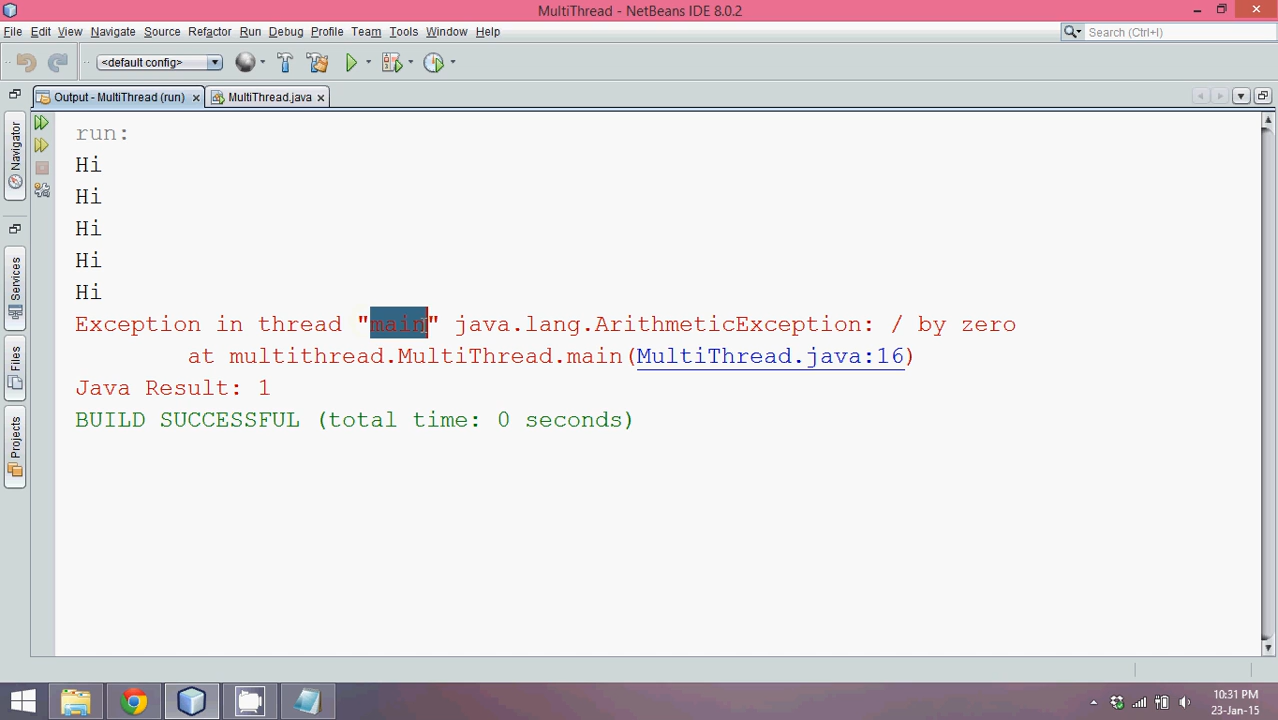 MultiThread - NetBeans IDE 8.0.2
File Edit View Navigate Source Refactor Run Debug Profile Team Tools Window Help
Search (Ctrl+I)
<default config>
Output - MultiThread (run)
MultiThread.java
Navigator
Services
Files
Projects
run:
Hi
Hi
Hi
Hi
Hi
Exception in thread "main" java.lang.ArithmeticException: / by zero
at multithread.MultiThread.main(MultiThread.java:16)
Java Result: 1
BUILD SUCCESSFUL (total time: 0 seconds)
10:31 PM
23-Jan-15